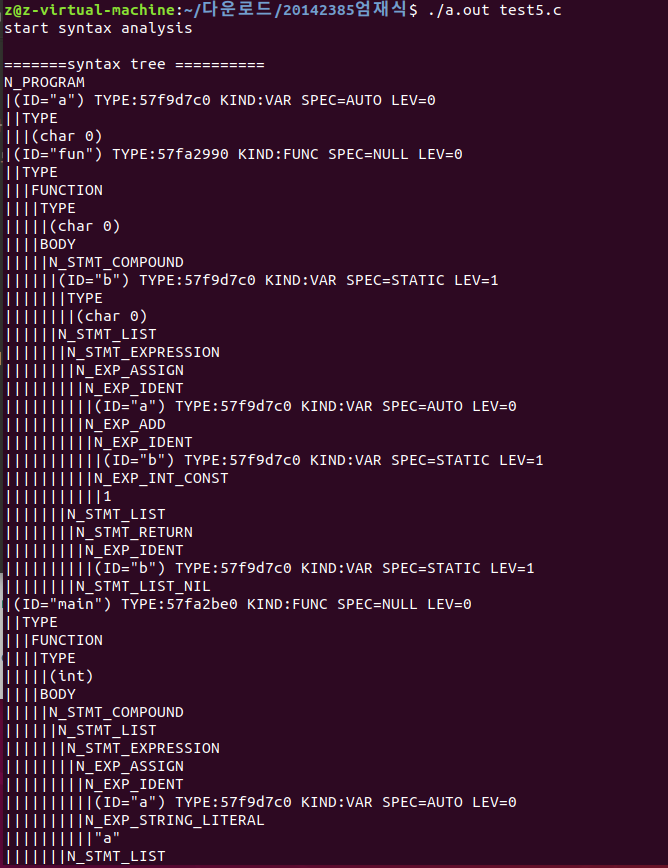 z@z-virtual-machine:~/다운로드/20142385엄재식$ ./a.out test5.c
start syntax analysis

=======syntax tree ==========
N_PROGRAM
|(ID="a") TYPE:57f9d7c0 KIND:VAR SPEC=AUTO LEV=0
||TYPE
|||(char 0)
|(ID="fun") TYPE:57fa2990 KIND:FUNC SPEC=NULL LEV=0
||TYPE
|||FUNCTION
||||TYPE
|||||(char 0)
||||BODY
|||||N_STMT_COMPOUND
||||||(ID="b") TYPE:57f9d7c0 KIND:VAR SPEC=STATIC LEV=1
|||||||TYPE
||||||||(char 0)
||||||N_STMT_LIST
|||||||N_STMT_EXPRESSION
||||||||N_EXP_ASSIGN
|||||||||N_EXP_IDENT
||||||||||(ID="a") TYPE:57f9d7c0 KIND:VAR SPEC=AUTO LEV=0
|||||||||N_EXP_ADD
||||||||||N_EXP_IDENT
|||||||||||(ID="b") TYPE:57f9d7c0 KIND:VAR SPEC=STATIC LEV=1
||||||||||N_EXP_INT_CONST
|||||||||||1
|||||||N_STMT_LIST
||||||||N_STMT_RETURN
|||||||||N_EXP_IDENT
||||||||||(ID="b") TYPE:57f9d7c0 KIND:VAR SPEC=STATIC LEV=1
||||||||N_STMT_LIST_NIL
|(ID="main") TYPE:57fa2be0 KIND:FUNC SPEC=NULL LEV=0
||TYPE
|||FUNCTION
||||TYPE
|||||(int)
||||BODY
|||||N_STMT_COMPOUND
||||||N_STMT_LIST
|||||||N_STMT_EXPRESSION
||||||||N_EXP_ASSIGN
|||||||||N_EXP_IDENT
||||||||||(ID="a") TYPE:57f9d7c0 KIND:VAR SPEC=AUTO LEV=0
|||||||||N_EXP_STRING_LITERAL
||||||||||"a"
|||||||N_STMT_LIST